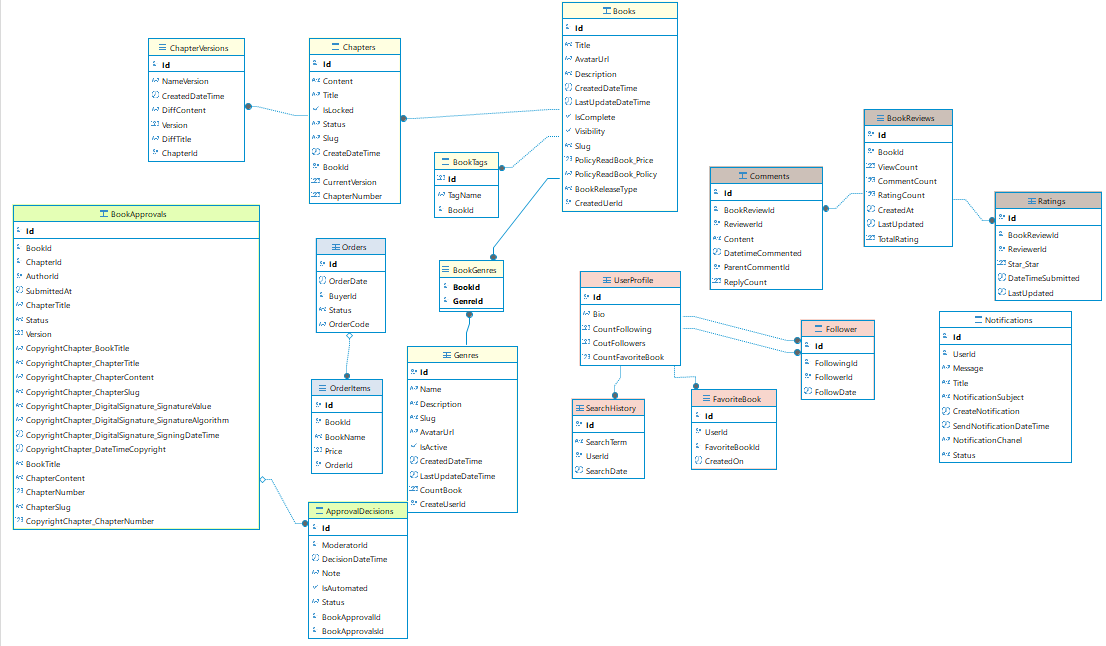 Books
Id
Title
AvatarUrl
Description
CreatedDateTime
LastUpdateDateTime
IsComplete
Visibility
Slug
PolicyReadBook_Price
PolicyReadBook_Policy
BookReleaseType
CreatedUerId
ChapterVersions
Id
NameVersion
CreatedDateTime
DiffContent
Version
DiffTitle
ChapterId
Chapters
Id
Content
Title
IsLocked
Status
Slug
CreateDateTime
BookId
CurrentVersion
ChapterNumber
BookTags
Id
TagName
BookId
BookReviews
Id
BookId
ViewCount
CommentCount
RatingCount
CreatedAt
LastUpdated
TotalRating
Comments
Id
BookReviewId
ReviewerId
Content
DatetimeCommented
ParentCommentId
ReplyCount
Ratings
Id
BookReviewId
ReviewerId
Star_Star
DateTimeSubmitted
LastUpdated
BookApprovals
Id
BookId
ChapterId
AuthorId
SubmittedAt
ChapterTitle
Status
Version
CopyrightChapter_BookTitle
CopyrightChapter_ChapterTitle
CopyrightChapter_ChapterContent
CopyrightChapter_ChapterSlug
CopyrightChapter_DigitalSignature_SignatureValue
CopyrightChapter_DigitalSignature_SignatureAlgorithm
CopyrightChapter_DigitalSignature_SigningDateTime
CopyrightChapter_DateTimeCopyright
BookTitle
ChapterContent
ChapterNumber
ChapterSlug
CopyrightChapter_ChapterNumber
Orders
Id
OrderDate
BuyerId
Status
OrderCode
BookGenres
BookId
GenreId
UserProfile
Id
Bio
CountFollowing
CoutFollowers
CountFavoriteBook
Follower
Id
FollowingId
FollowerId
FollowDate
Notifications
Id
UserId
Message
Title
NotificationSubject
CreateNotification
SendNotificationDateTime
NotificationChanel
Status
OrderItems
Id
BookId
BookName
Price
OrderId
Genres
Id
Name
Description
Slug
AvatarUrl
IsActive
CreatedDateTime
LastUpdateDateTime
CountBook
CreateUserId
SearchHistory
Id
SearchTerm
UserId
SearchDate
FavoriteBook
Id
UserId
FavoriteBookId
CreatedOn
ApprovalDecisions
Id
ModeratorId
DecisionDateTime
Note
IsAutomated
Status
BookApprovalId
BookApprovalsId